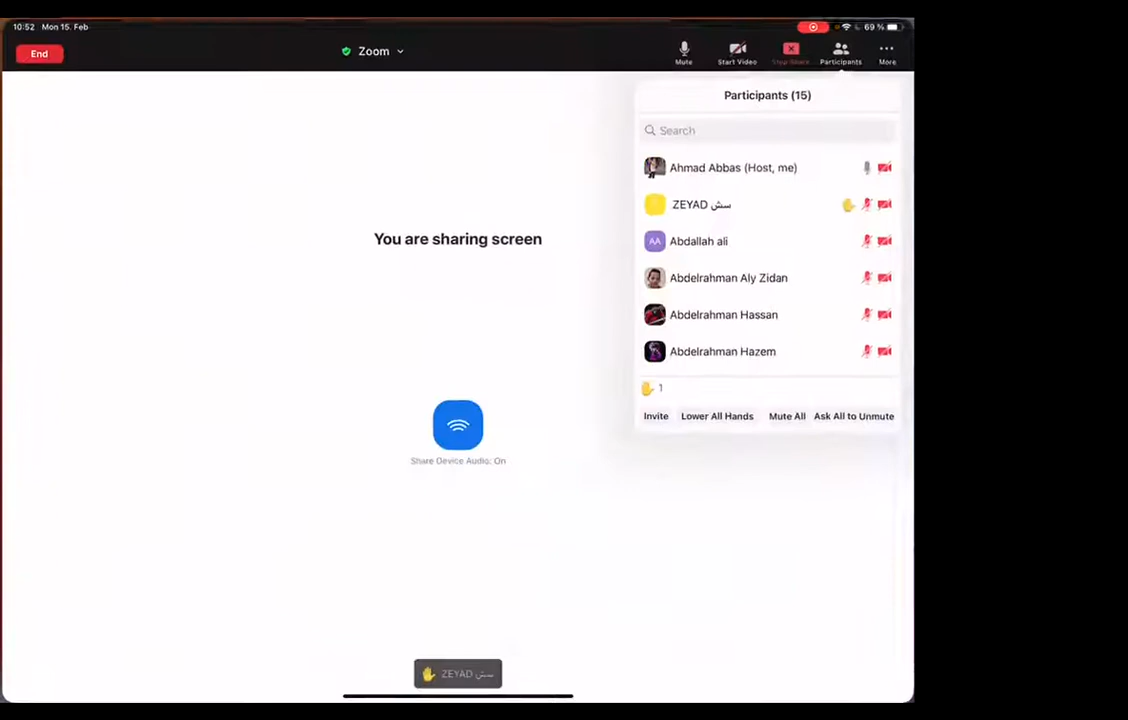 10:52 Mon 15. Feb
69 %
End
Zoom
Mute
Start Video
Stop Share
Participants
More
Participants (15)
Search
Ahmad Abbas (Host, me)
ZEYAD سش
AA
Abdallah ali
Abdelrahman Aly Zidan
Abdelrahman Hassan
Abdelrahman Hazem
1
Invite
Lower All Hands
Mute All
Ask All to Unmute
You are sharing screen
Share Device Audio: On
ZEYAD سش